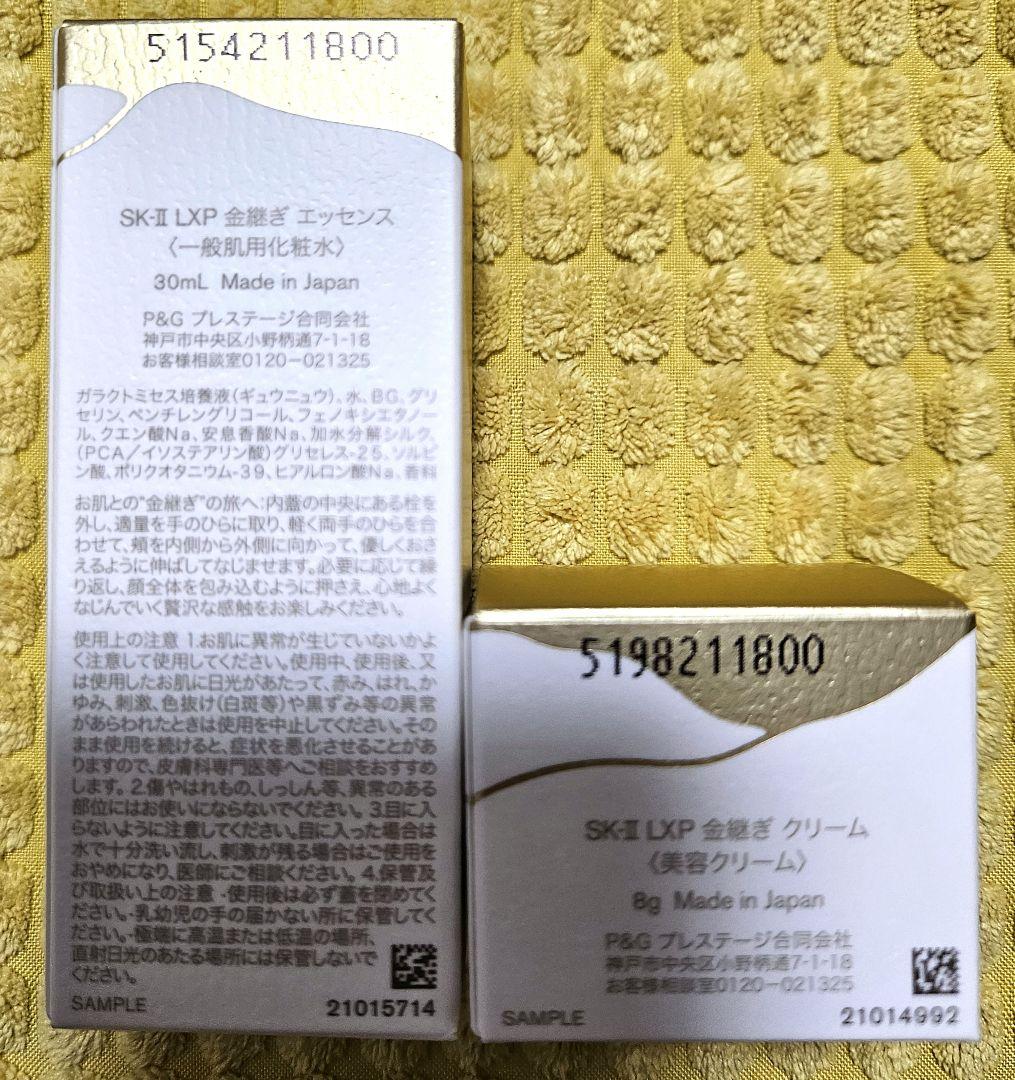 5154211800
SK-Ⅱ LXP 金継ぎ エッセンス
〈一般肌用化粧水〉
30mL Made in Japan
P&G プレステージ合同会社
神戸市中央区小野柄通7-1-18
お客様相談室0120-021325
ガラクトミセス培養液(ギュウニュウ)、水、BG、グリ
セリン、ペンチレングリコール、フェノキシエタノー
ル、クエン酸Na、安息香酸Na、加水分解シルク、
(PCA/イソステアリン酸)グリセレス-25、ソルビ
ン酸、ポリクオタニウム-39、ヒアルロン酸Na、香料
お肌との"金継ぎ"の旅へ:内蓋の中央にある栓を
外し、適量を手のひらに取り、軽く両手のひらを合
わせて、頬を内側から外側に向かって、優しくおさ
えるように伸ばしてなじませます。必要に応じて繰
り返し、顔全体を包み込むように押さえ、心地よく
なじんでいく贅沢な感触をお楽しみください。
使用上の注意 1.お肌に異常が生じていないかよ
く注意して使用してください。使用中、使用後、又
は使用したお肌に日光があたって、赤み、はれ、か
ゆみ、刺激、色抜け(白斑等)や黒ずみ等の異常
があらわれたときは使用を中止してください。その
まま使用を続けると、症状を悪化させることがあ
りますので、皮膚科専門医等へご相談をおすすめ
します。2.傷やはれもの、しっしん等、異常のある
部位にはお使いにならないでください。3.目に入
らないように注意してください。目に入った場合は
水で十分洗い流し、刺激が残る場合はご使用を
おやめになり、医師にご相談ください。4.保管及
び取扱い上の注意 ·使用後は必ず蓋を閉めてく
ださい。·乳幼児の手の届かない所に保管してく
ださい。·極端に高温または低温の場所、
直射日光のあたる場所には保管しないで
ください。
SAMPLE 21015714
5198211800
SK-Ⅱ LXP 金継ぎ クリーム
〈美容クリーム〉
8g Made in Japan
P&G プレステージ合同会社
神戸市中央区小野柄通7-1-18
お客様相談室0120-021325
SAMPLE 21014992